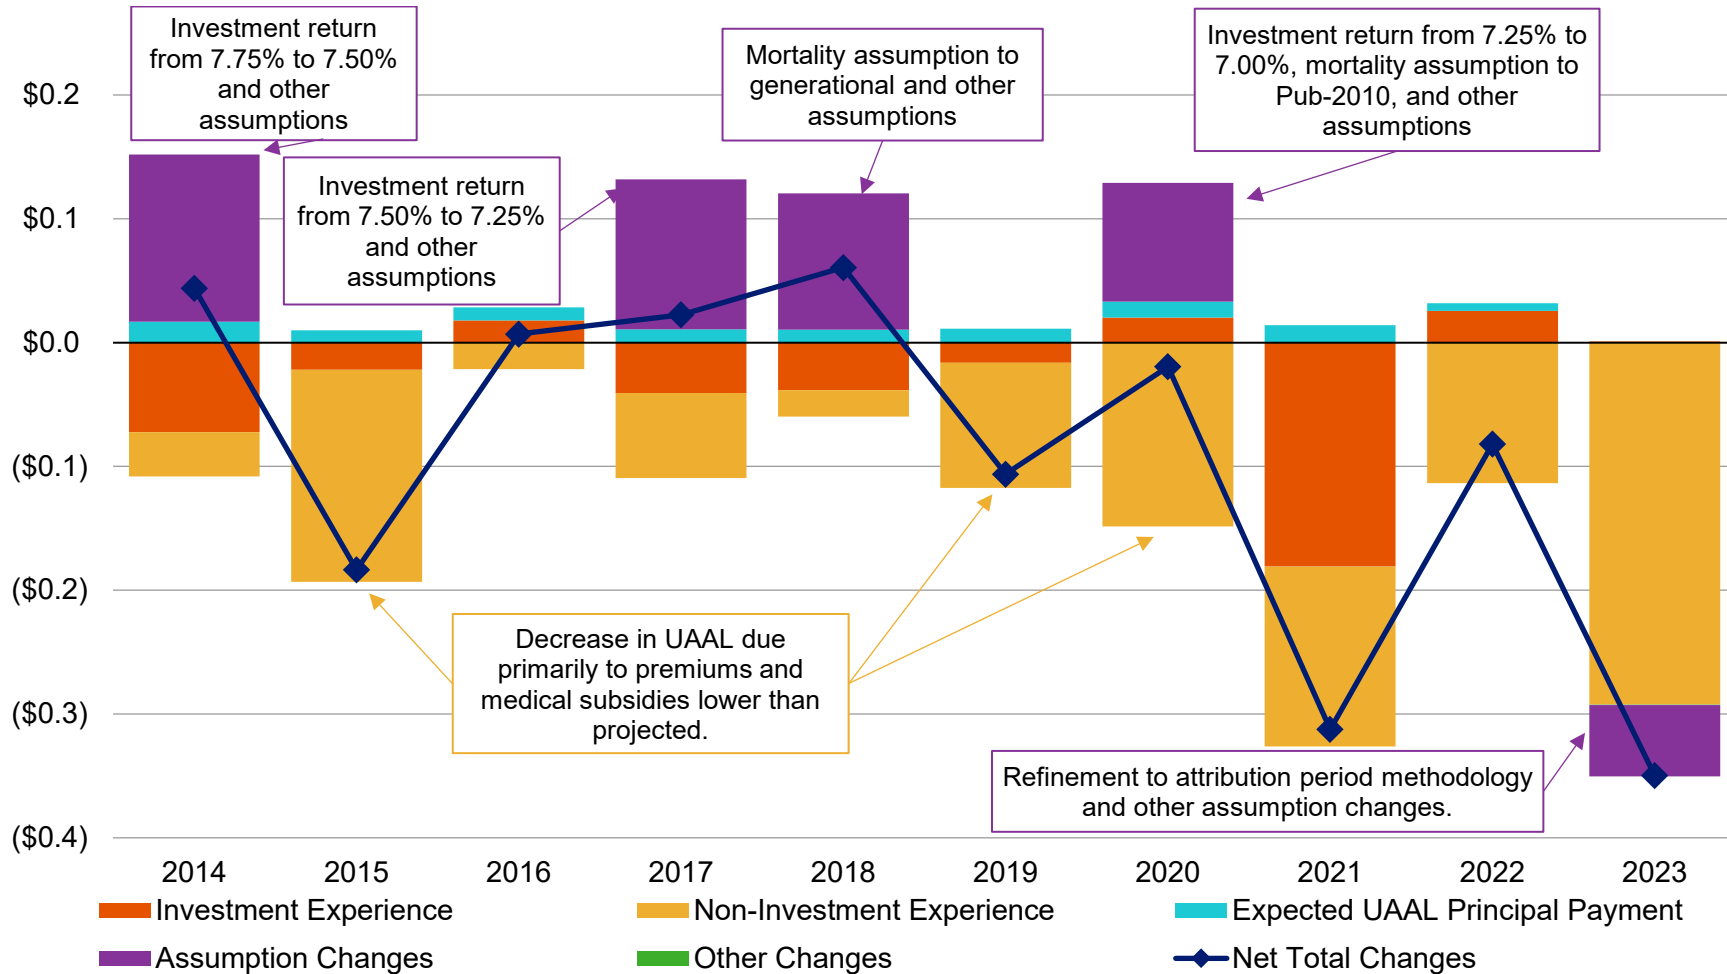 Investment return
from 7.75% to 7.50%
and other
assumptions
Mortality assumption to
generational and other
assumptions
Investment return from 7.25% to
7.00%, mortality assumption to
Pub-2010, and other
assumptions
Investment return
from 7.50% to 7.25%
and other
assumptions
$0.2
$0.1
$0.0
($0.1)
($0.2)
($0.3)
($0.4)
Decrease in UAAL due
primarily to premiums and
medical subsidies lower than
projected.
Refinement to attribution period methodology
and other assumption changes.
2014 2015 2016 2017 2018 2019 2020 2021 2022 2023
Investment Experience Non-Investment Experience Expected UAAL Principal Payment
Assumption Changes Other Changes Net Total Changes